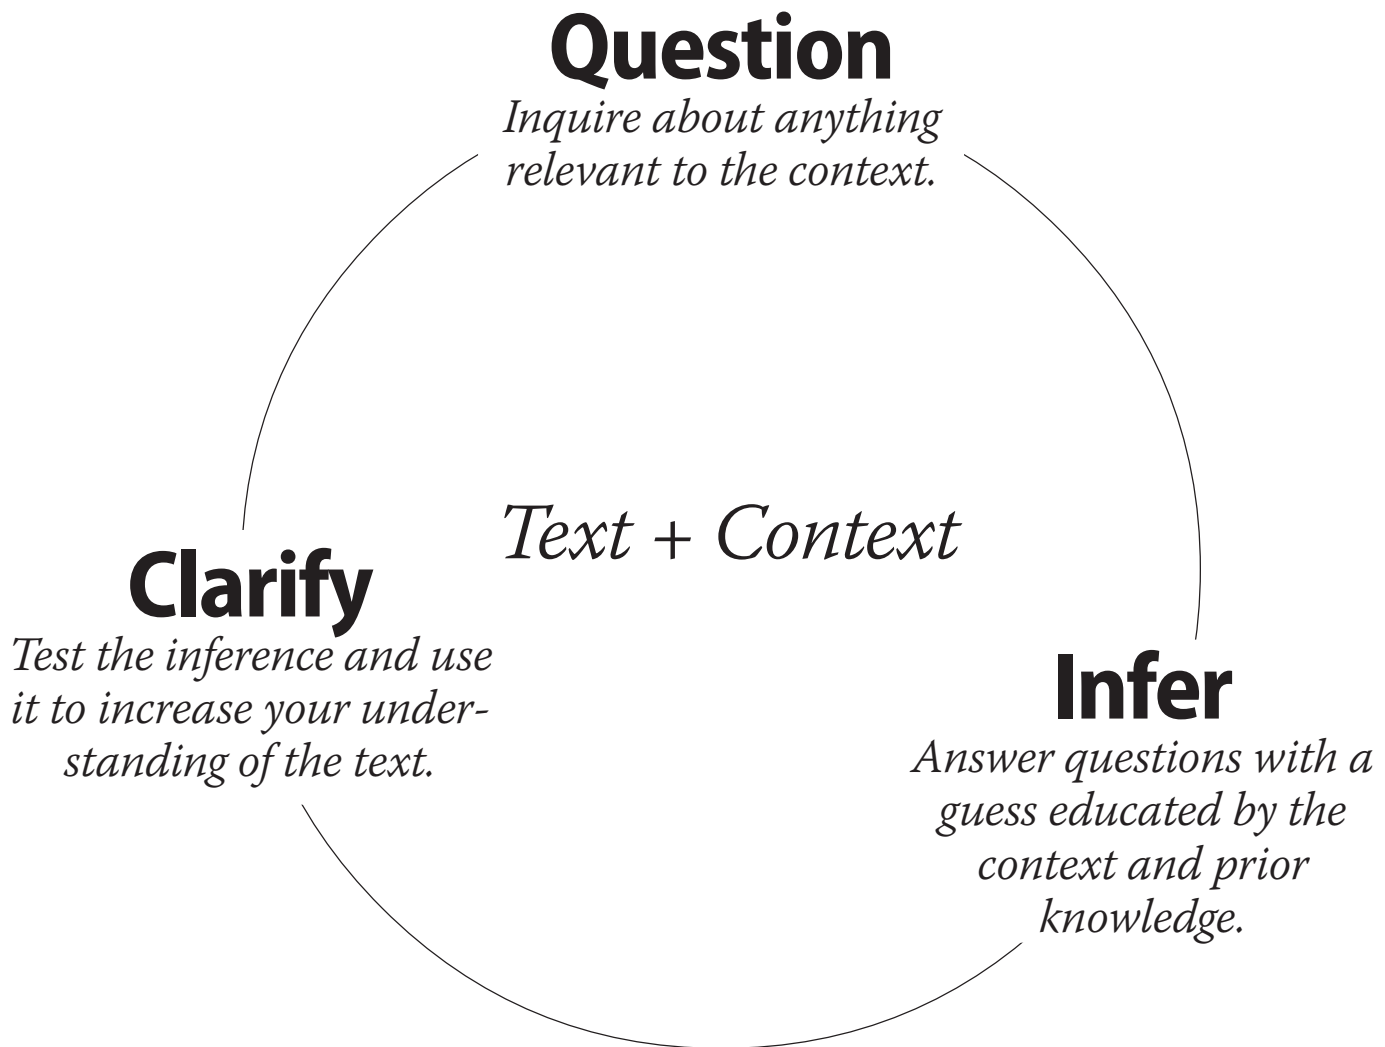 Question
Inquire about anything
relevant to the context.
Text + Context
Clarify
Test the inference and use
it to increase your under-
standing of the text.
Infer
Answer questions with a
guess educated by the
context and prior
knowledge.